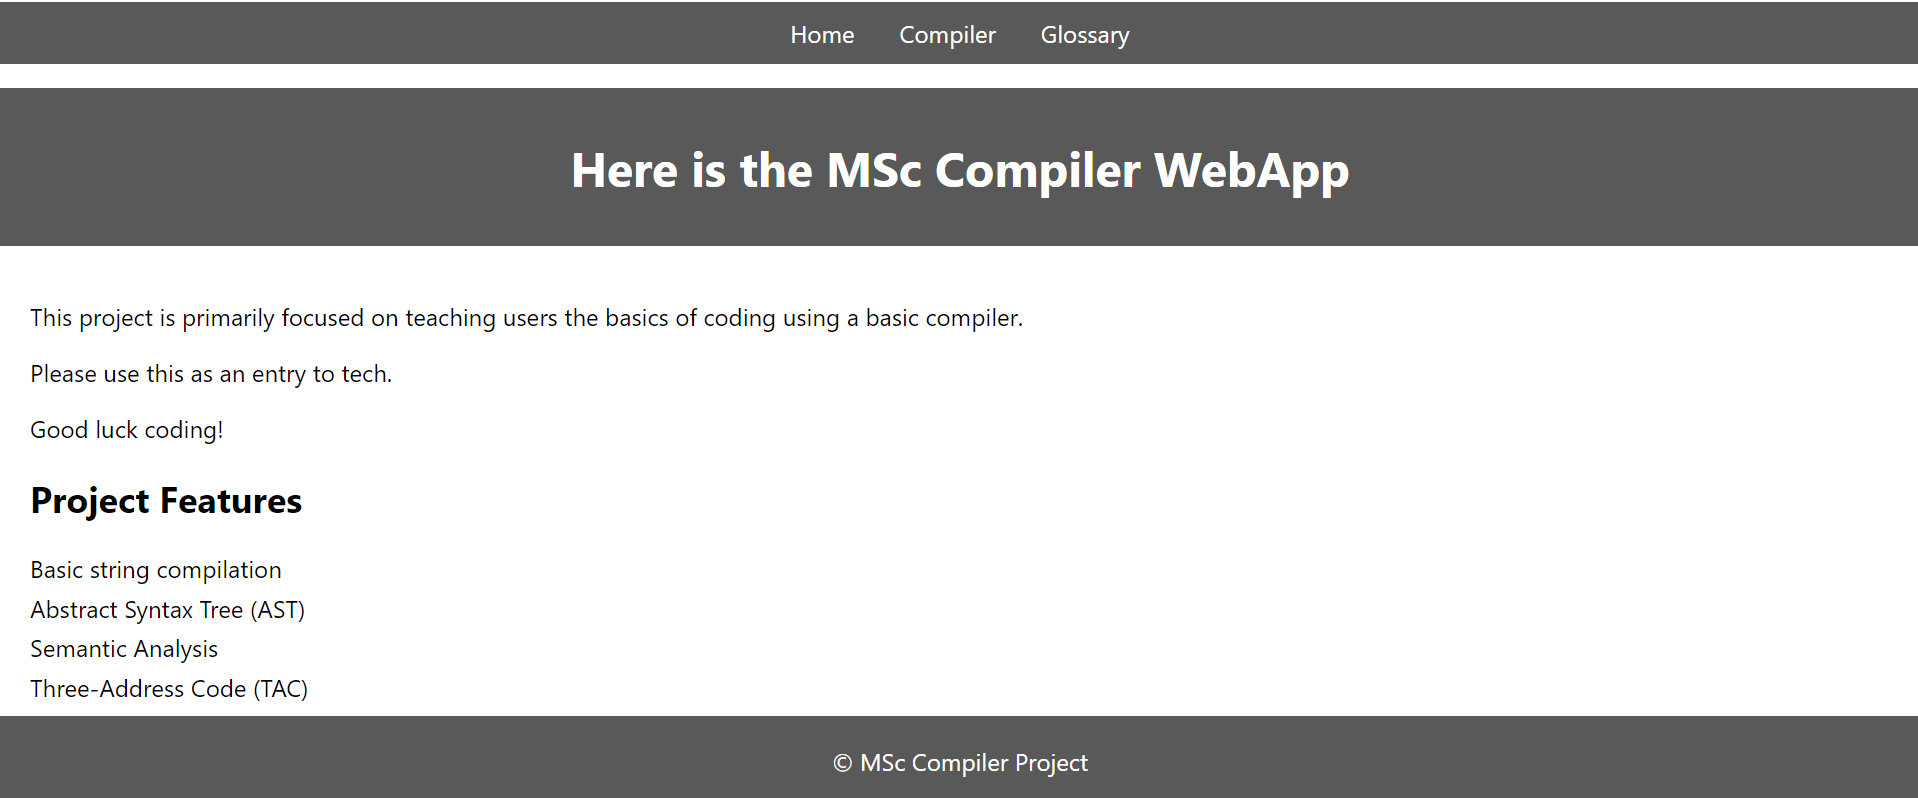 Home Compiler Glossary
Here is the MSc Compiler WebApp
This project is primarily focused on teaching users the basics of coding using a basic compiler.
Please use this as an entry to tech.
Good luck coding!
Project Features
Basic string compilation
Abstract Syntax Tree (AST)
Semantic Analysis
Three-Address Code (TAC)
© MSc Compiler Project